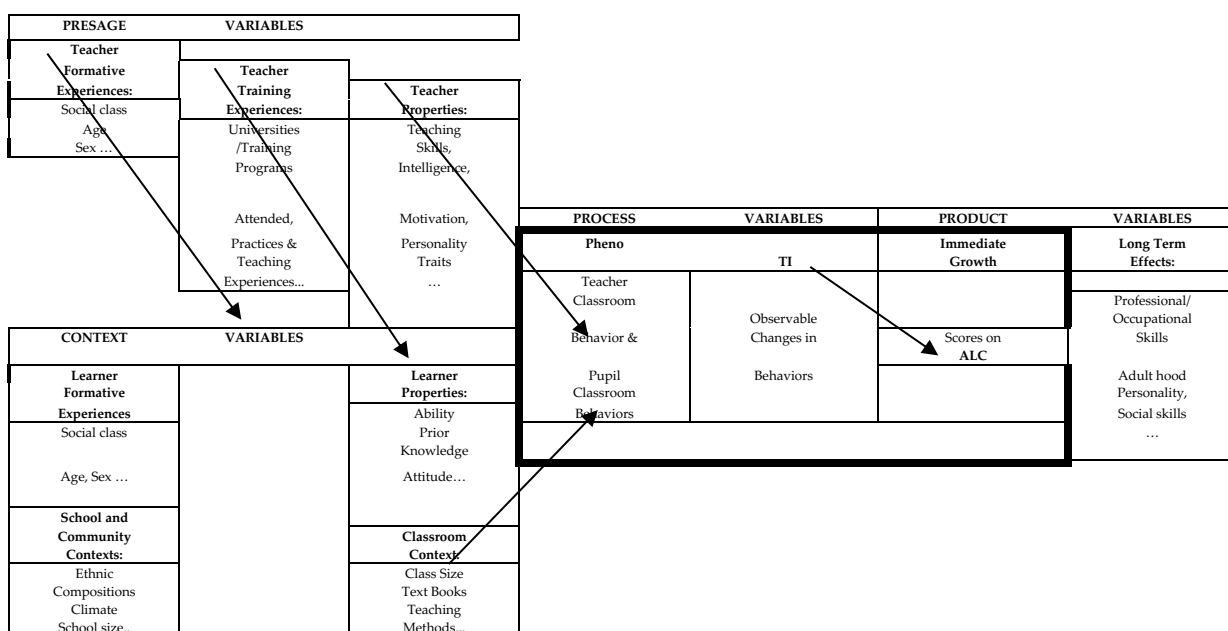 PRESAGE VARIABLES
Teacher
Formative
Experiences:
Social class
Age
Sex …
Teacher
Training
Experiences:
Universities
/Training
Programs
Attended,
Practices &
Teaching
Experiences...
Teacher
Properties:
Teaching
Skills,
Intelligence,
Motivation,
Personality
Traits
…
CONTEXT VARIABLES
Learner
Formative
Experiences
Social class
Age, Sex …
School and
Community
Contexts:
Ethnic
Compositions
Climate
School size..
Learner
Properties:
Ability
Prior
Knowledge
Attitude…
Classroom
Context:
Class Size
Text Books
Teaching
Methods...
PROCESS VARIABLES
Pheno
TI
Teacher
Classroom
Behavior &
Pupil
Classroom
Behaviors
Observable
Changes in
Behaviors
PRODUCT VARIABLES
Immediate
Growth
Scores on
ALC
Long Term
Effects:
Professional/
Occupational
Skills
Adult hood
Personality,
Social skills
…